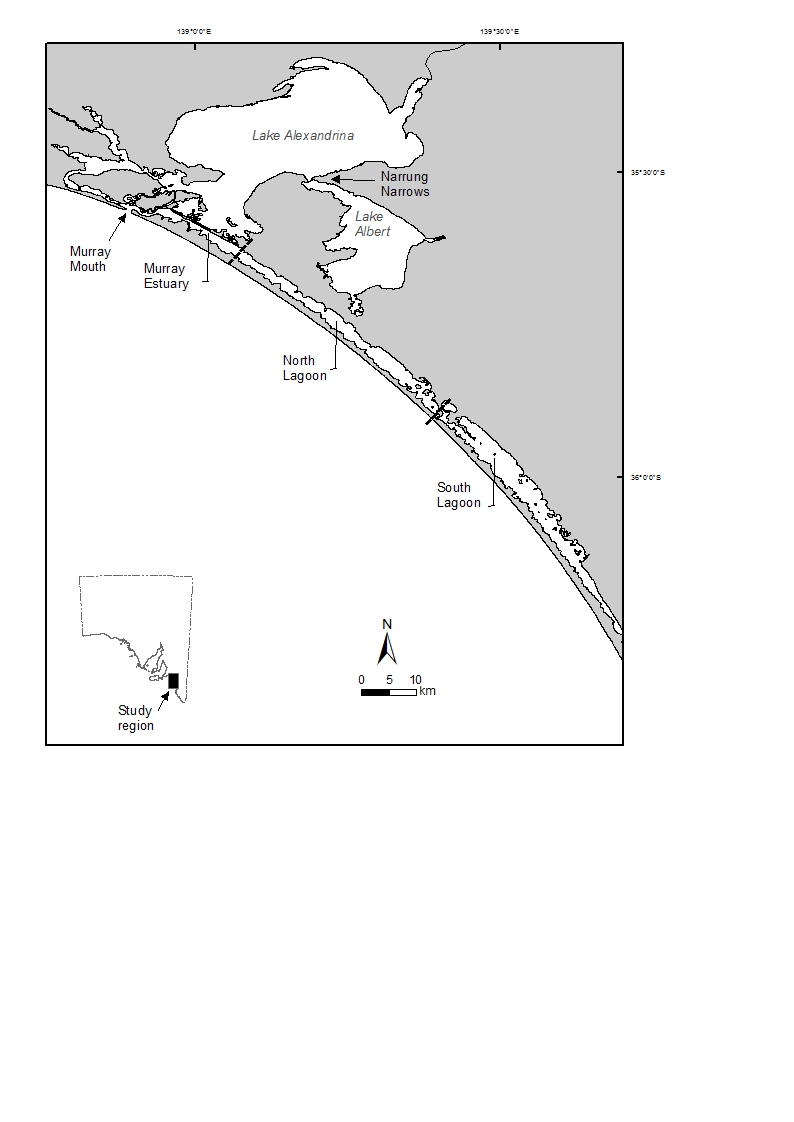 139°0'0"E
139°30'0"E
Lake Alexandrina
35°30'0"S
Narrung
Narrows
Lake
Albert
Murray
Mouth
Murray
Estuary
North
Lagoon
36°0'0"S
South
Lagoon
N
0 5 10
km
Study
region